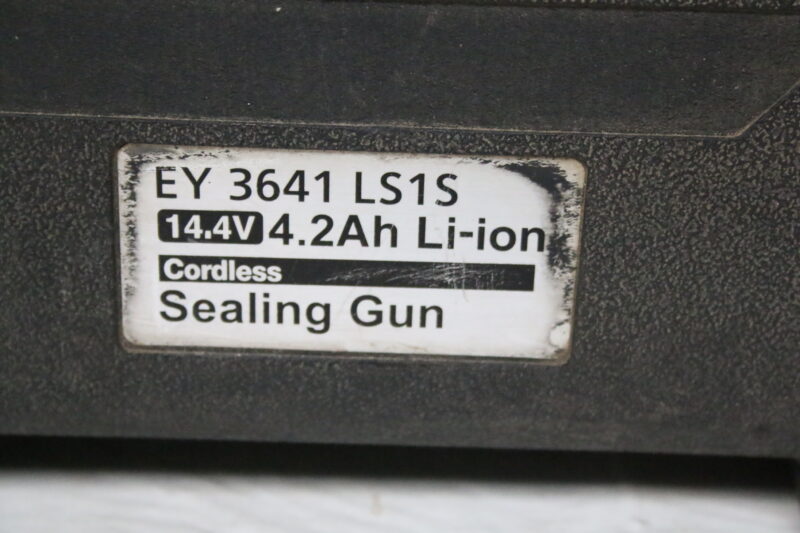 EY 3641 LS1S
14.4V 4.2Ah Li-ion
Cordless
Sealing Gun